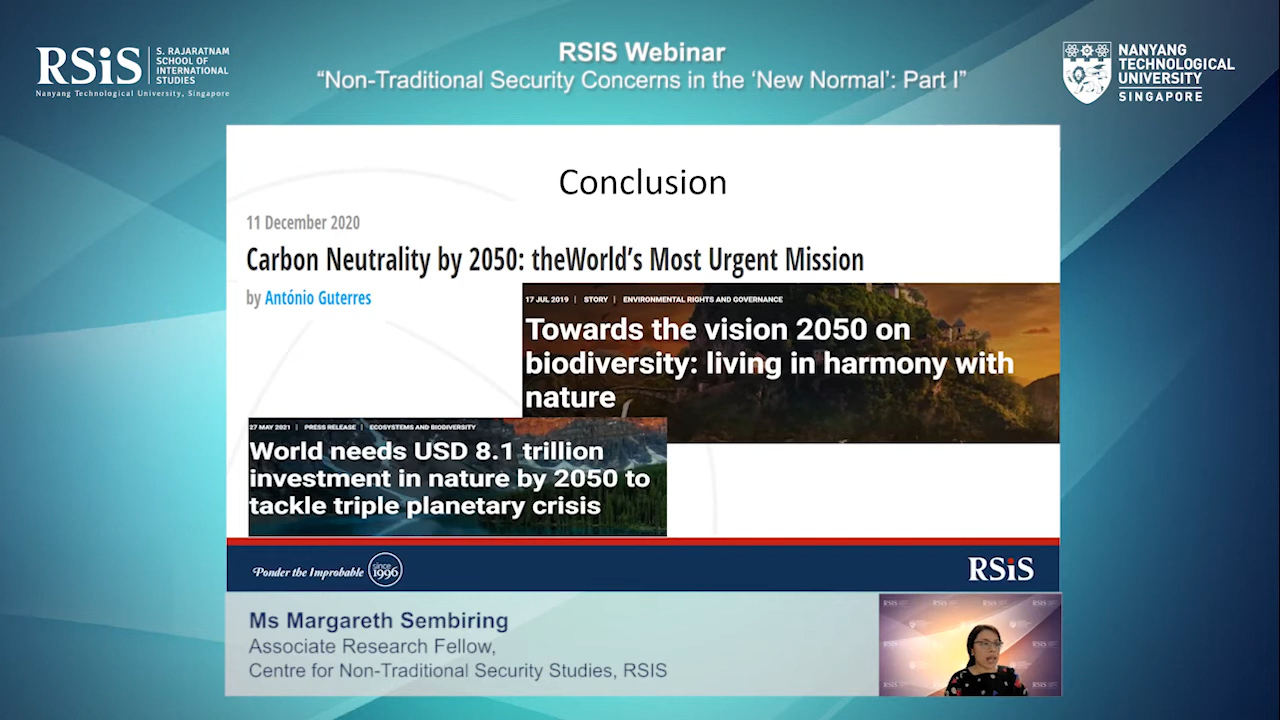 RSiS
S. RAJARATNAM
SCHOOL OF
INTERNATIONAL
STUDIES
Nanyang Technological University, Singapore
RSIS Webinar
“Non-Traditional Security Concerns in the ‘New Normal’: Part I”
NANYANG
TECHNOLOGICAL
UNIVERSITY
SINGAPORE
Conclusion
11 December 2020
Carbon Neutrality by 2050: theWorld’s Most Urgent Mission
by António Guterres
17 JUL 2019 | STORY | ENVIRONMENTAL RIGHTS AND GOVERNANCE
Towards the vision 2050 on
biodiversity: living in harmony with
nature
27 MAY 2021 | PRESS RELEASE | ECOSYSTEMS AND BIODIVERSITY
World needs USD 8.1 trillion
investment in nature by 2050 to
tackle triple planetary crisis
Ponder the Improbable
since
1996
RSiS
Ms Margareth Sembiring
Associate Research Fellow,
Centre for Non-Traditional Security Studies, RSIS